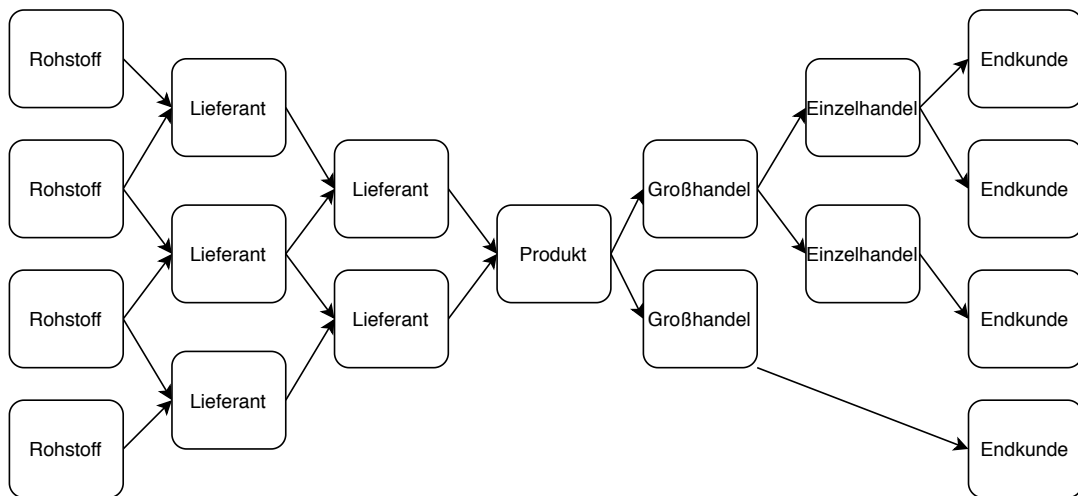 Rohstoff
Rohstoff
Rohstoff
Rohstoff
Lieferant
Lieferant
Lieferant
Lieferant
Lieferant
Produkt
Großhandel
Großhandel
Einzelhandel
Einzelhandel
Endkunde
Endkunde
Endkunde
Endkunde